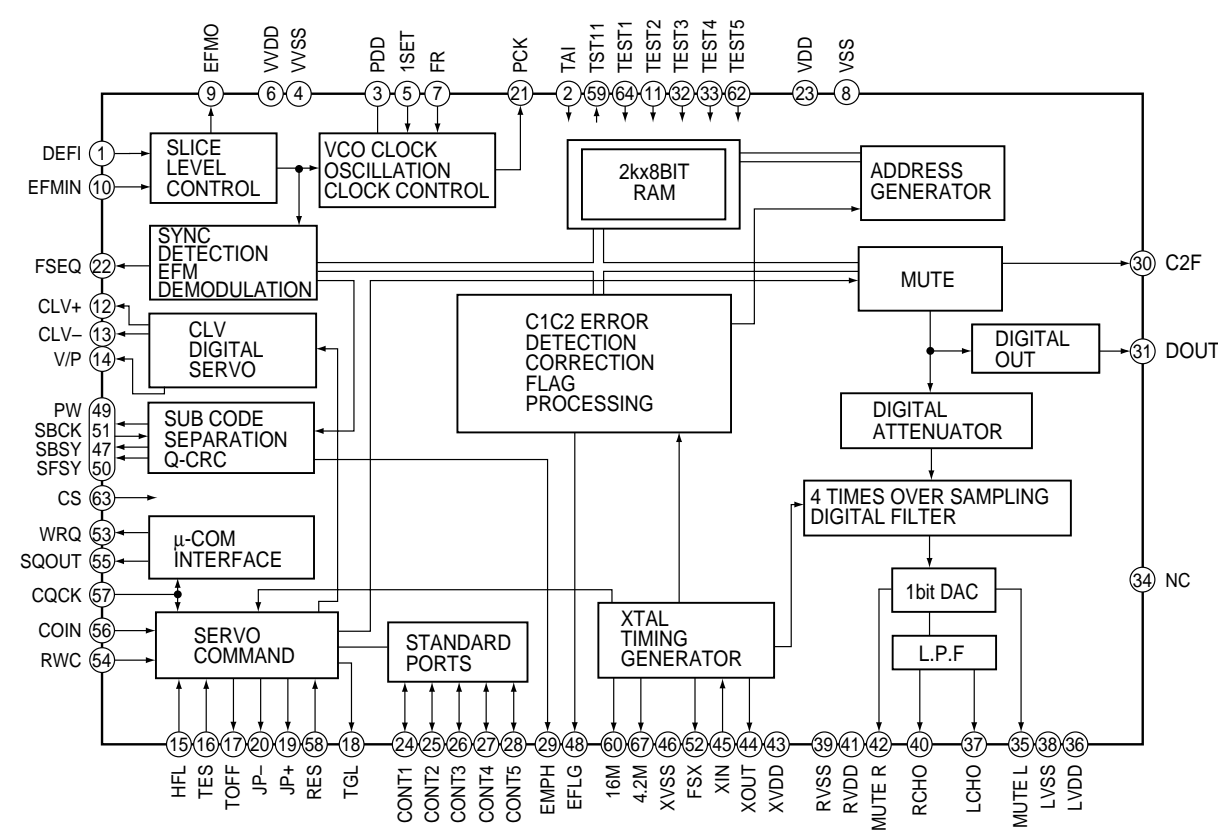 EFMO
VVDD
VVSS
PDD
1SET
FR
PCK
TAI
TST11
TEST1
TEST2
TEST3
TEST4
TEST5
VDD
VSS
9
6
4
3
5
7
21
2
59
64
11
32
33
62
23
8
DEFI 1
EFMIN 10
SLICE
LEVEL
CONTROL
VCO CLOCK
OSCILLATION
CLOCK CONTROL
2kx8BIT
RAM
ADDRESS
GENERATOR
FSEQ 22
SYNC
DETECTION
EFM
DEMODULATION
MUTE
30 C2F
CLV+ 12
CLV– 13
V/P 14
CLV
DIGITAL
SERVO
C1C2 ERROR
DETECTION
CORRECTION
FLAG
PROCESSING
DIGITAL
OUT
31 DOUT
PW 49
SBCK 51
SBSY 47
SFSY 50
SUB CODE
SEPARATION
Q-CRC
DIGITAL
ATTENUATOR
CS 63
4 TIMES OVER SAMPLING
DIGITAL FILTER
WRQ 53
SQOUT 55
μ-COM
INTERFACE
CQCK 57
1bit DAC
34 NC
COIN 56
RWC 54
SERVO
COMMAND
STANDARD
PORTS
XTAL
TIMING
GENERATOR
L.P.F
15
16
17
20
19
58
18
24
25
26
27
28
29
48
60
67
46
52
45
44
43
39
41
42
40
37
35
38
36
HFL
TES
TOFF
JP–
JP+
RES
TGL
CONT1
CONT2
CONT3
CONT4
CONT5
EMPH
EFLG
16M
4.2M
XVSS
FSX
XIN
XOUT
XVDD
RVSS
RVDD
MUTE R
RCHO
LCHO
MUTE L
LVSS
LVDD